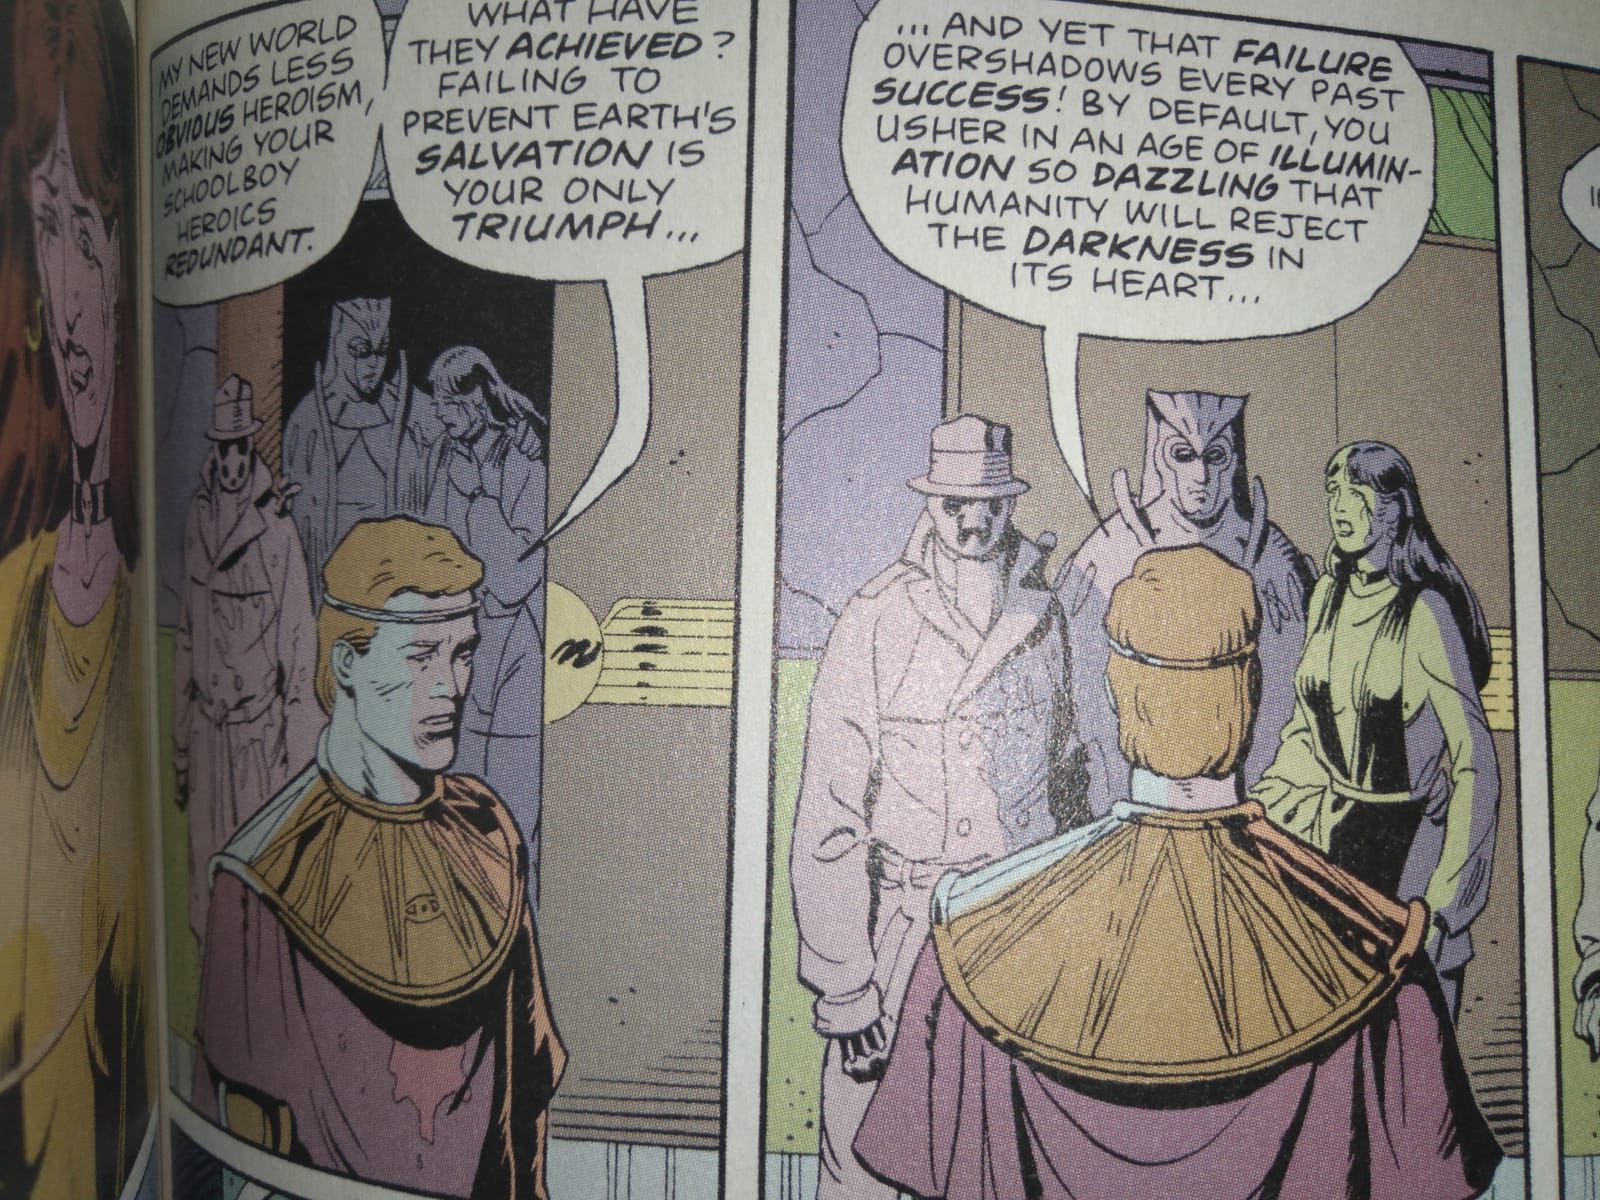 MY NEW WORLD
DEMANDS LESS
OBVIOUS HEROISM,
MAKING YOUR
SCHOOLBOY
HEROICS
REDUNDANT.
WHAT HAVE
THEY ACHIEVED?
FAILING TO
PREVENT EARTH'S
SALVATION IS
YOUR ONLY
TRIUMPH...
... AND YET THAT FAILURE
OVERSHADOWS EVERY PAST
SUCCESS! BY DEFAULT, YOU
USHER IN AN AGE OF ILLUMIN-
ATION SO DAZZLING THAT
HUMANITY WILL REJECT
THE DARKNESS IN
ITS HEART...